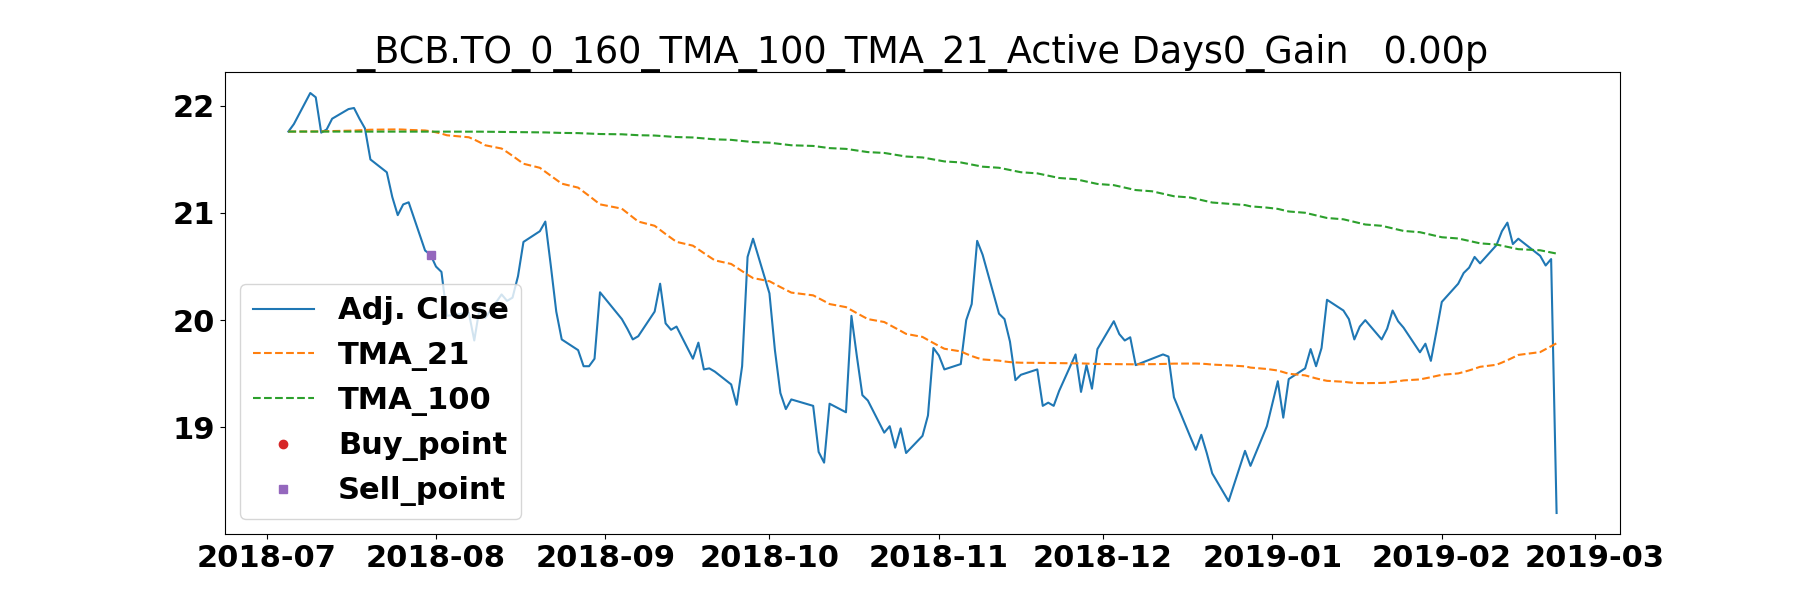 _BCB.TO_0_160_TMA_100_TMA_21_Active Days0_Gain   0.00p
22
21
20
19
Adj. Close
TMA_21
TMA_100
Buy_point
Sell_point
2018-07 2018-08 2018-09 2018-10 2018-11 2018-12 2019-01 2019-02 2019-03